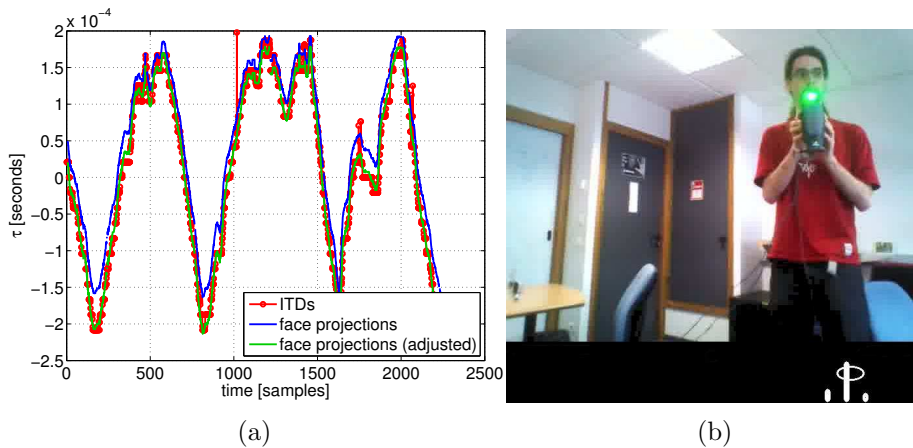 x 10⁻⁴
2
1.5
1
0.5
0
−0.5
−1
−1.5
−2
−2.5
τ [seconds]
ITDs
face projections
face projections (adjusted)
0 500 1000 1500 2000 2500
time [samples]
(a) (b)